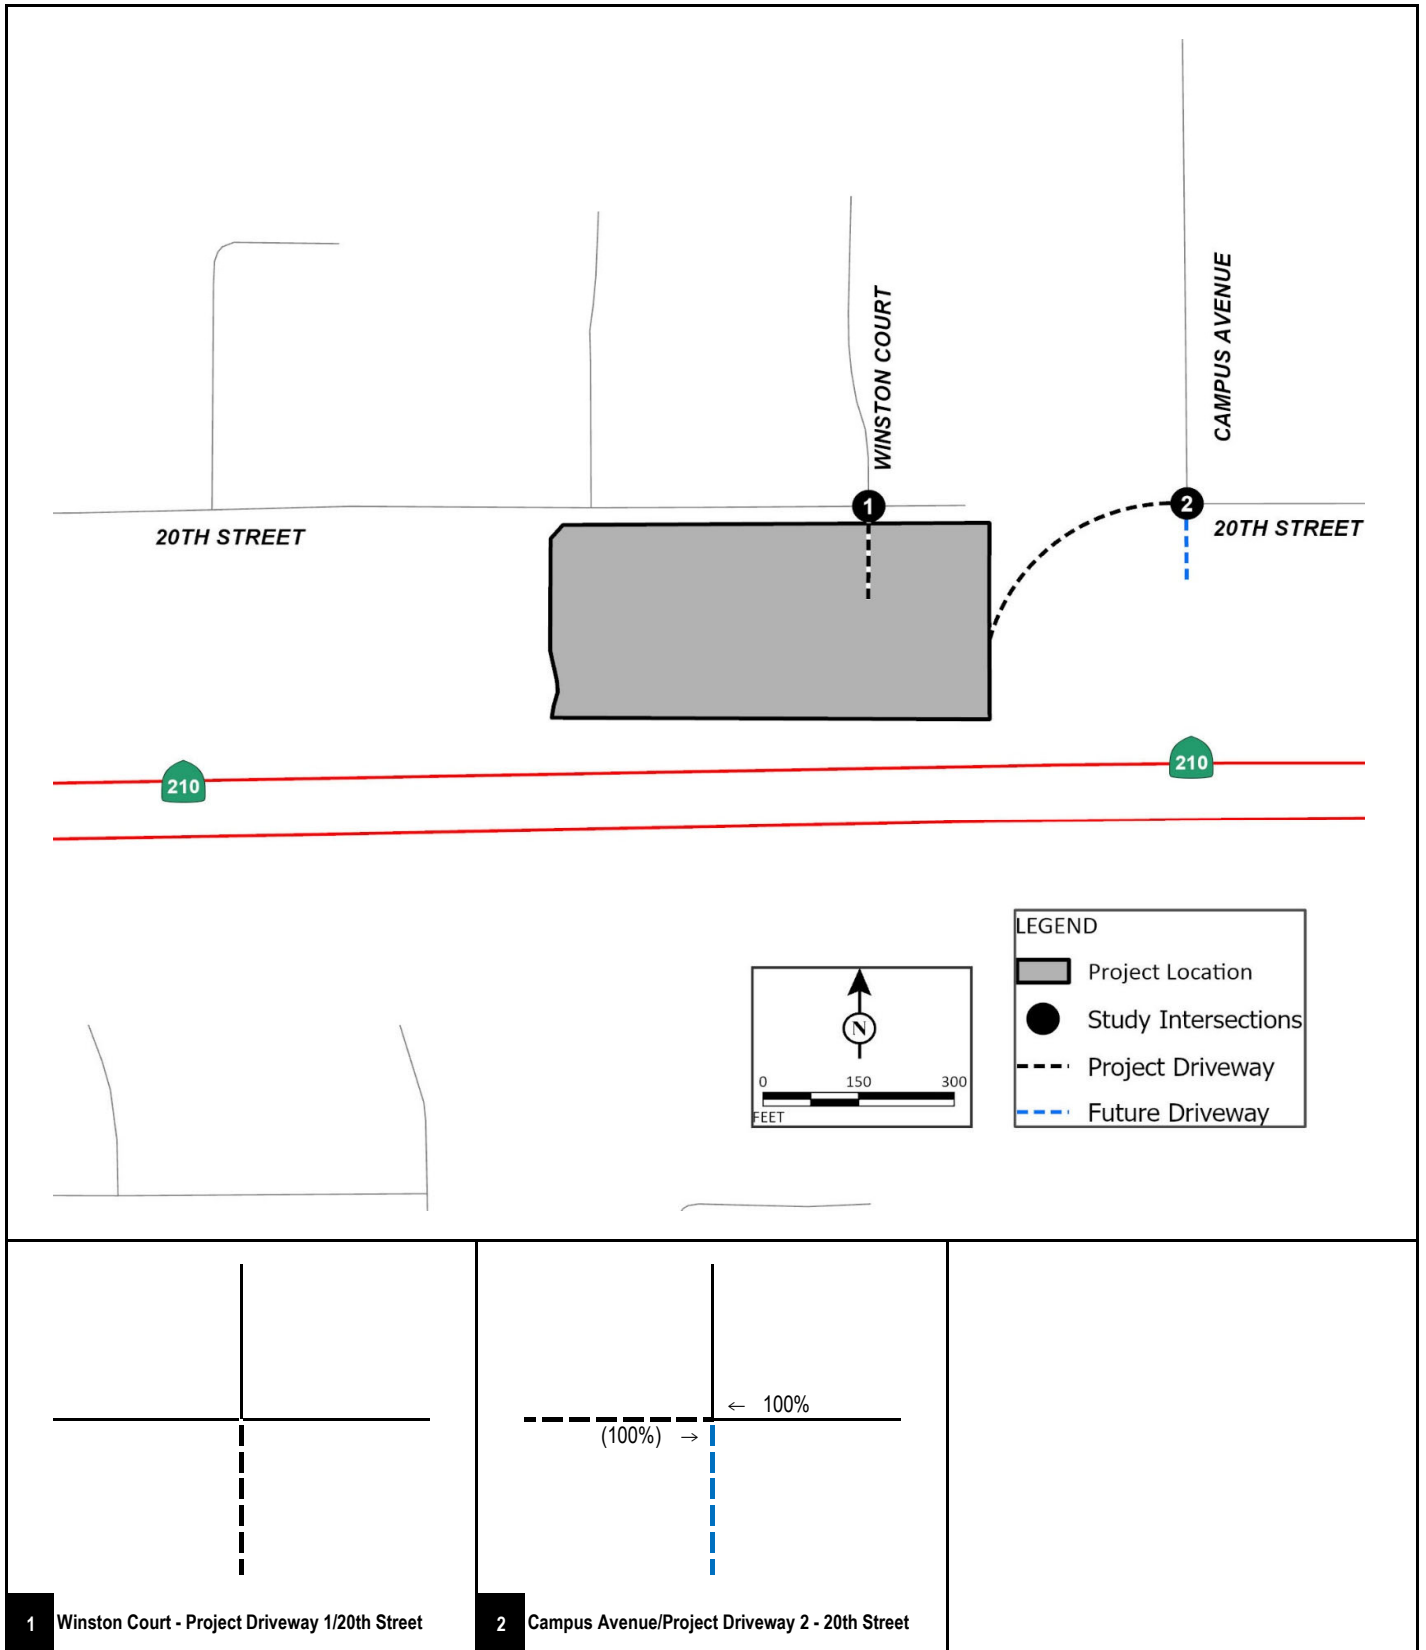 WINSTON COURT
CAMPUS AVENUE
1
2
20TH STREET
20TH STREET
210
210
LEGEND
Project Location
Study Intersections
Project Driveway
Future Driveway
N
0 150 300
FEET
← 100%
(100%) →
1 Winston Court - Project Driveway 1/20th Street
2 Campus Avenue/Project Driveway 2 - 20th Street